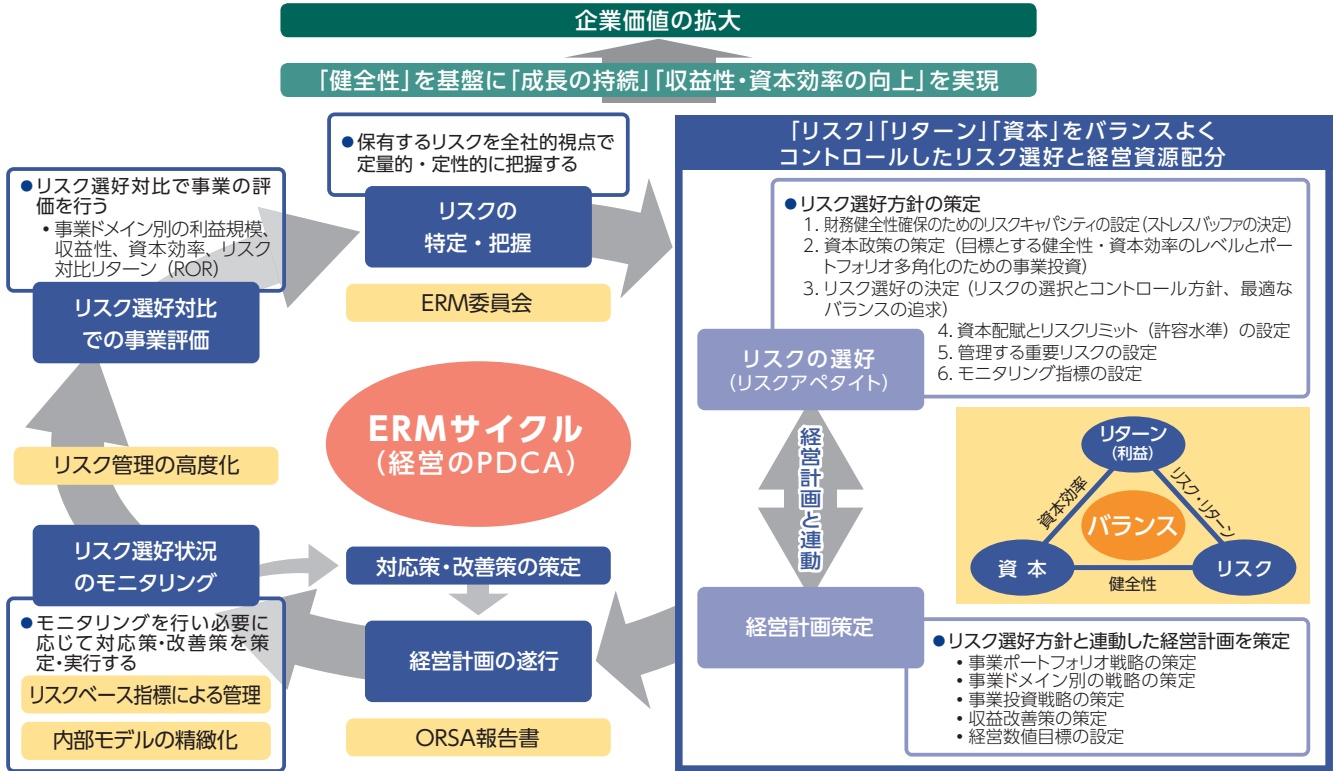 企業価値の拡大
「健全性」を基盤に「成長の持続」「収益性・資本効率の向上」を実現
●保有するリスクを全社的視点で
定量的・定性的に把握する
リスクの
特定・把握
ERM委員会
●リスク選好対比で事業の評
価を行う
・事業ドメイン別の利益規模、
収益性、資本効率、リスク
対比リターン（ROR）
リスク選好対比
での事業評価
リスク管理の高度化
ERMサイクル
（経営のPDCA）
リスク選好状況
のモニタリング
●モニタリングを行い必要に
応じて対応策・改善策を策
定・実行する
リスクベース指標による管理
内部モデルの精緻化
対応策・改善策の策定
経営計画の遂行
ORSA報告書
「リスク」「リターン」「資本」をバランスよく
コントロールしたリスク選好と経営資源配分
●リスク選好方針の策定
1. 財務健全性確保のためのリスクキャパシティの設定（ストレスバッファの決定）
2. 資本政策の策定（目標とする健全性・資本効率のレベルとポー
トフォリオ多角化のための事業投資）
3. リスク選好の決定（リスクの選択とコントロール方針、最適な
バランスの追求）
4. 資本配賦とリスクリミット（許容水準）の設定
5. 管理する重要リスクの設定
6. モニタリング指標の設定
リスクの選好
（リスクアペタイト）
経営計画と連動
リターン
（利益）
資本効率
リスク・リターン
バランス
資本
健全性
リスク
経営計画策定
●リスク選好方針と連動した経営計画を策定
・事業ポートフォリオ戦略の策定
・事業ドメイン別の戦略の策定
・事業投資戦略の策定
・収益改善策の策定
・経営数値目標の設定